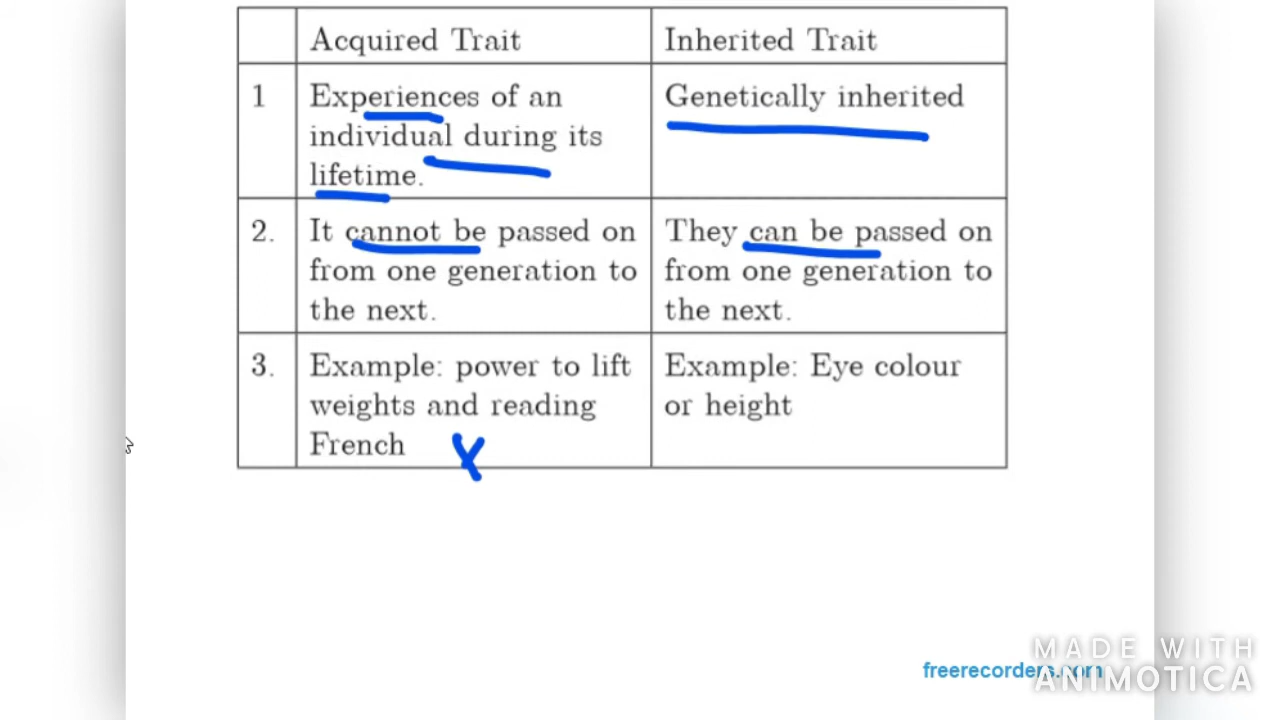 Acquired Trait
Inherited Trait
1
Experiences of an
individual during its
lifetime.
Genetically inherited
2.
It cannot be passed on
from one generation to
the next.
They can be passed on
from one generation to
the next.
3.
Example: power to lift
weights and reading
French
Example: Eye colour
or height
X
freerecorders.com
MADE WITH
ANIMOTICA